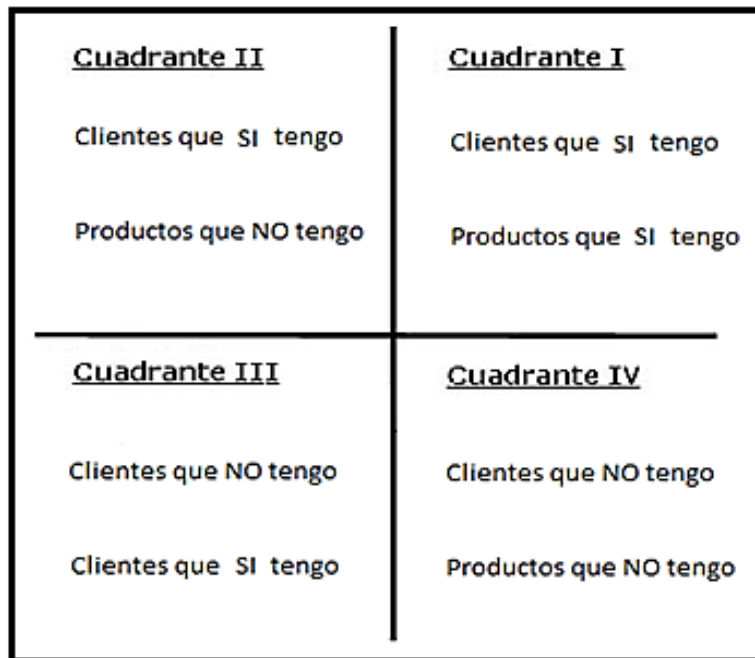 Cuadrante II
Clientes que SI tengo
Productos que NO tengo
Cuadrante I
Clientes que SI tengo
Productos que SI tengo
Cuadrante III
Clientes que NO tengo
Clientes que SI tengo
Cuadrante IV
Clientes que NO tengo
Productos que NO tengo